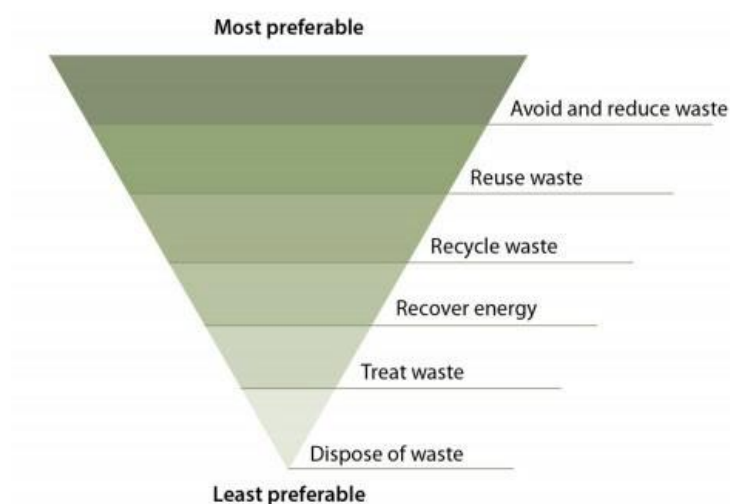 Most preferable
Avoid and reduce waste
Reuse waste
Recycle waste
Recover energy
Treat waste
Dispose of waste
Least preferable